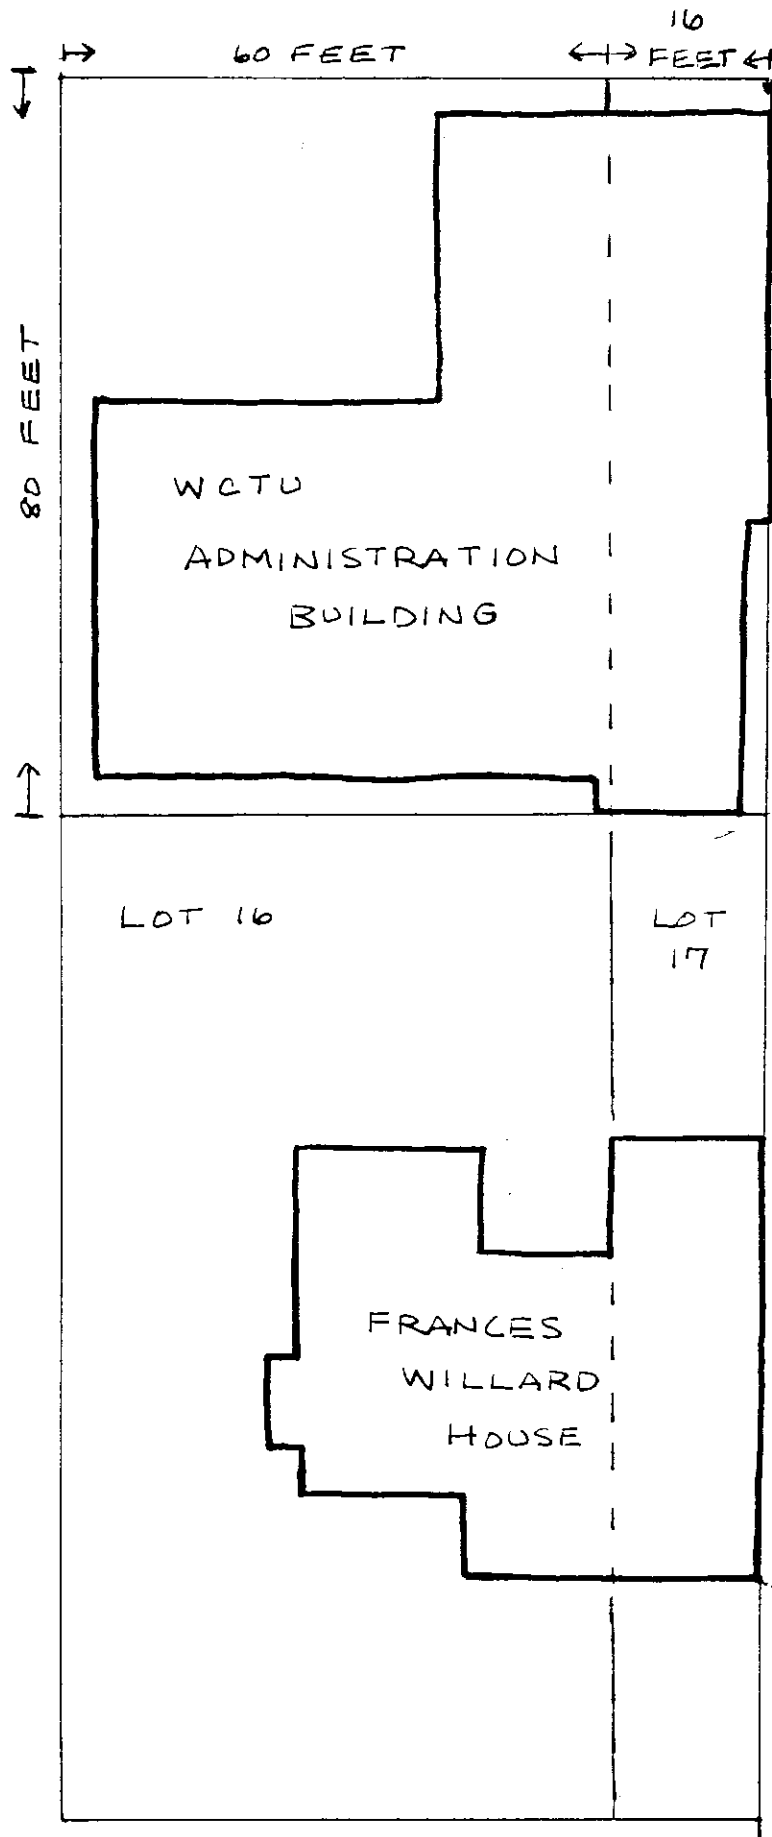 16
60 FEET
FEET
80 FEET
WCTU
ADMINISTRATION
BUILDING
LOT 16
LOT
17
FRANCES
WILLARD
HOUSE